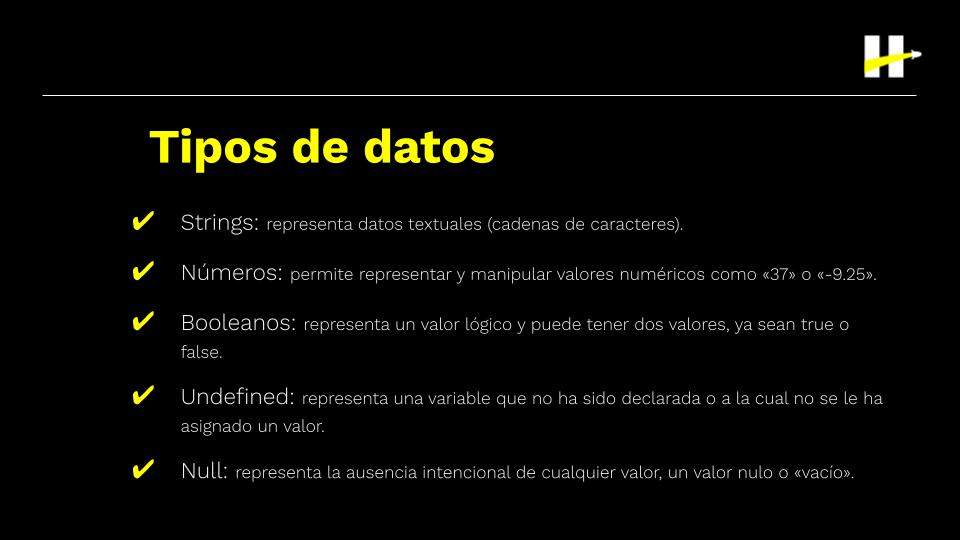 H
Tipos de datos
✔ Strings: representa datos textuales (cadenas de caracteres).
✔ Números: permite representar y manipular valores numéricos como «37» o «-9.25».
✔ Booleanos: representa un valor lógico y puede tener dos valores, ya sean true o
false.
✔ Undefined: representa una variable que no ha sido declarada o a la cual no se le ha
asignado un valor.
✔ Null: representa la ausencia intencional de cualquier valor, un valor nulo o «vacío».